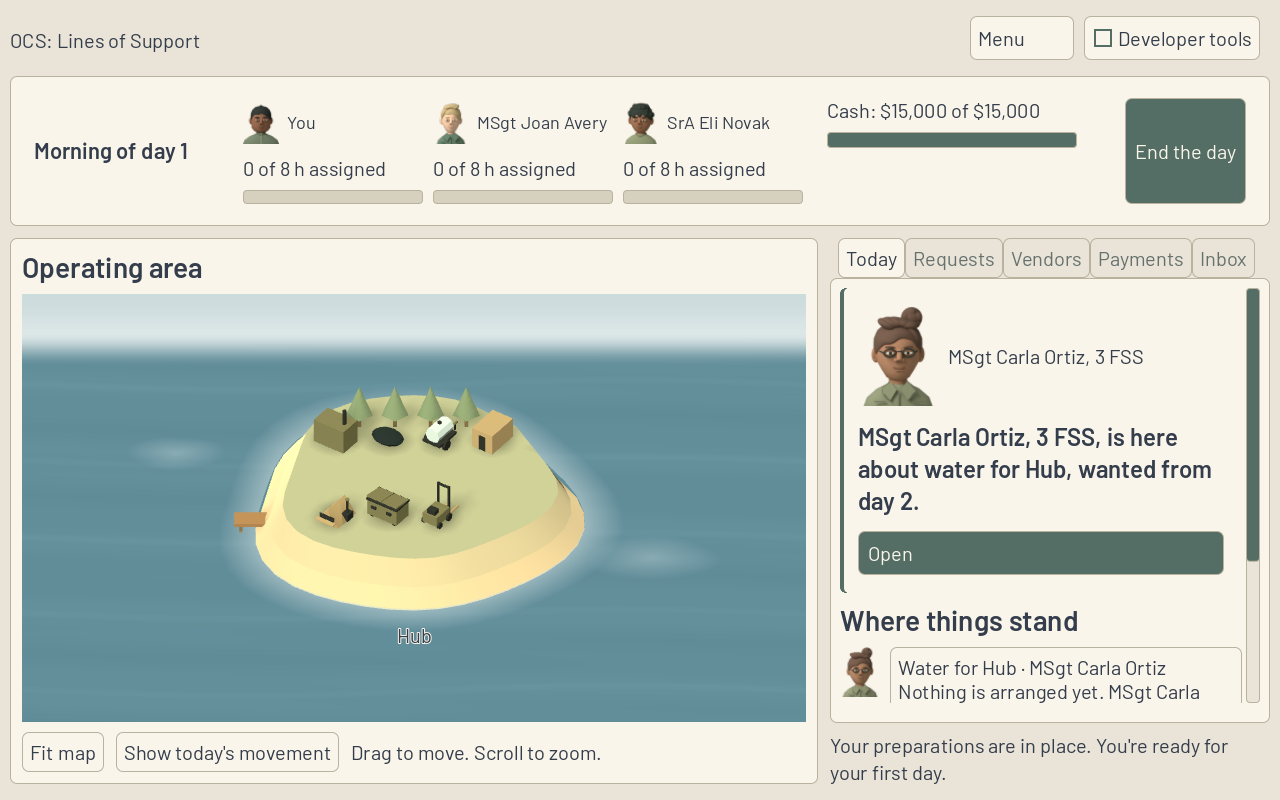 OCS: Lines of Support
Menu
Developer tools
Morning of day 1
You
0 of 8 h assigned
MSgt Joan Avery
0 of 8 h assigned
SrA Eli Novak
0 of 8 h assigned
Cash: $15,000 of $15,000
End the day
Operating area
Hub
Fit map
Show today's movement
Drag to move. Scroll to zoom.
Today
Requests
Vendors
Payments
Inbox
MSgt Carla Ortiz, 3 FSS
MSgt Carla Ortiz, 3 FSS, is here
about water for Hub, wanted from
day 2.
Open
Where things stand
Water for Hub · MSgt Carla Ortiz
Nothing is arranged yet. MSgt Carla
Your preparations are in place. You're ready for
your first day.